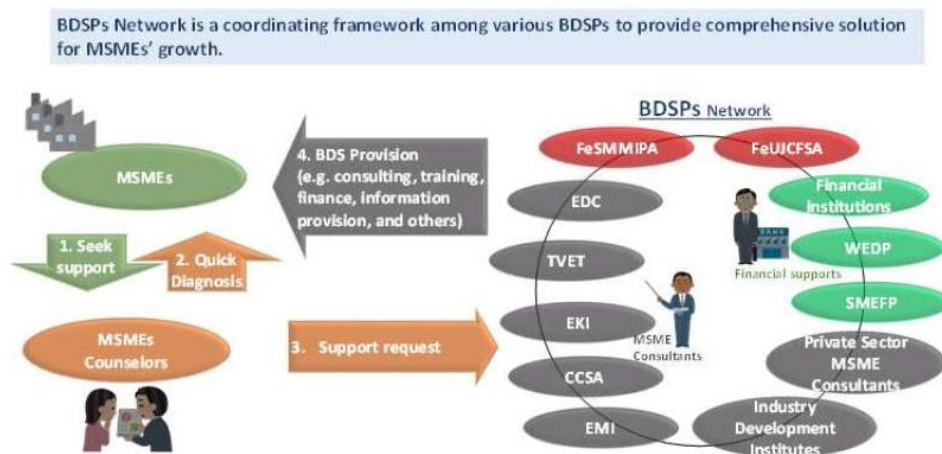 BDSPs Network is a coordinating framework among various BDSPs to provide comprehensive solution
for MSMEs' growth.
BDSPs Network
MSMEs
1. Seek
support
2. Quick
Diagnosis
MSMEs
Counselors
3. Support request
4. BDS Provision
(e.g. consulting, training,
finance, information
provision, and others)
FeSMMIPA
FeUJCFSA
EDC
TVET
EKI
CCSA
EMI
MSME
Consultants
Financial
institutions
BANK
Financial supports
WEDP
SMEFP
Private Sector
MSME
Consultants
Industry
Development
Institutes